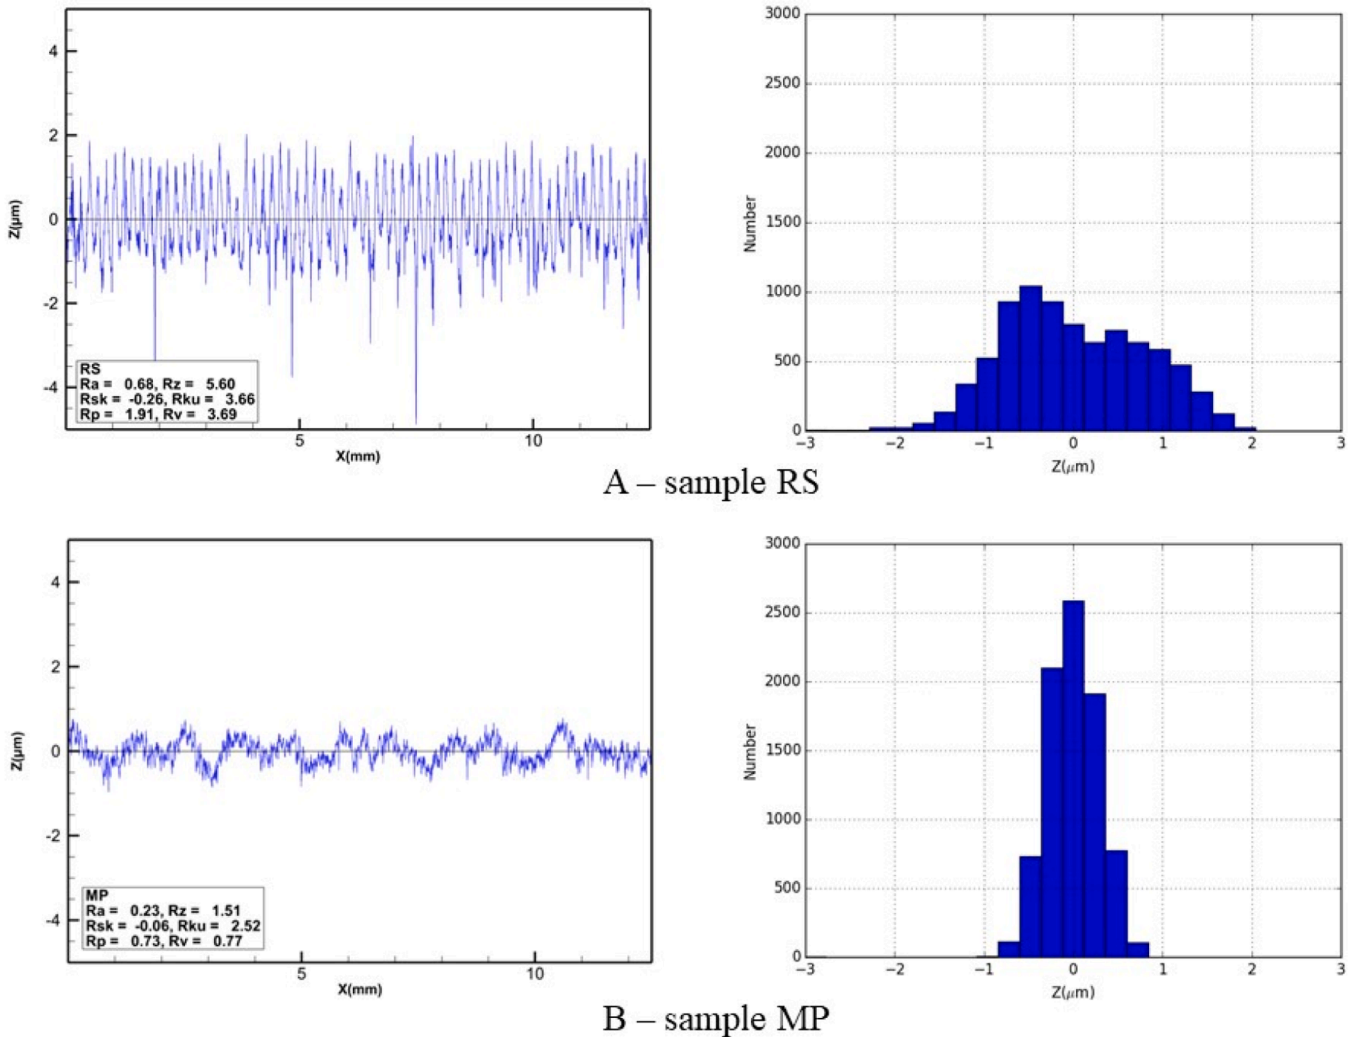 4
2
0
-2
-4
Z(μm)
5
10
X(mm)
RS
Ra = 0.68, Rz = 5.60
Rsk = -0.26, Rku = 3.66
Rp = 1.91, Rv = 3.69
3000
2500
2000
1500
1000
500
0
Number
−3 −2 −1 0 1 2 3
Z(μm)
A – sample RS
4
2
0
-2
-4
Z(μm)
5
10
X(mm)
MP
Ra = 0.23, Rz = 1.51
Rsk = -0.06, Rku = 2.52
Rp = 0.73, Rv = 0.77
3000
2500
2000
1500
1000
500
0
Number
−3 −2 −1 0 1 2 3
Z(μm)
B – sample MP